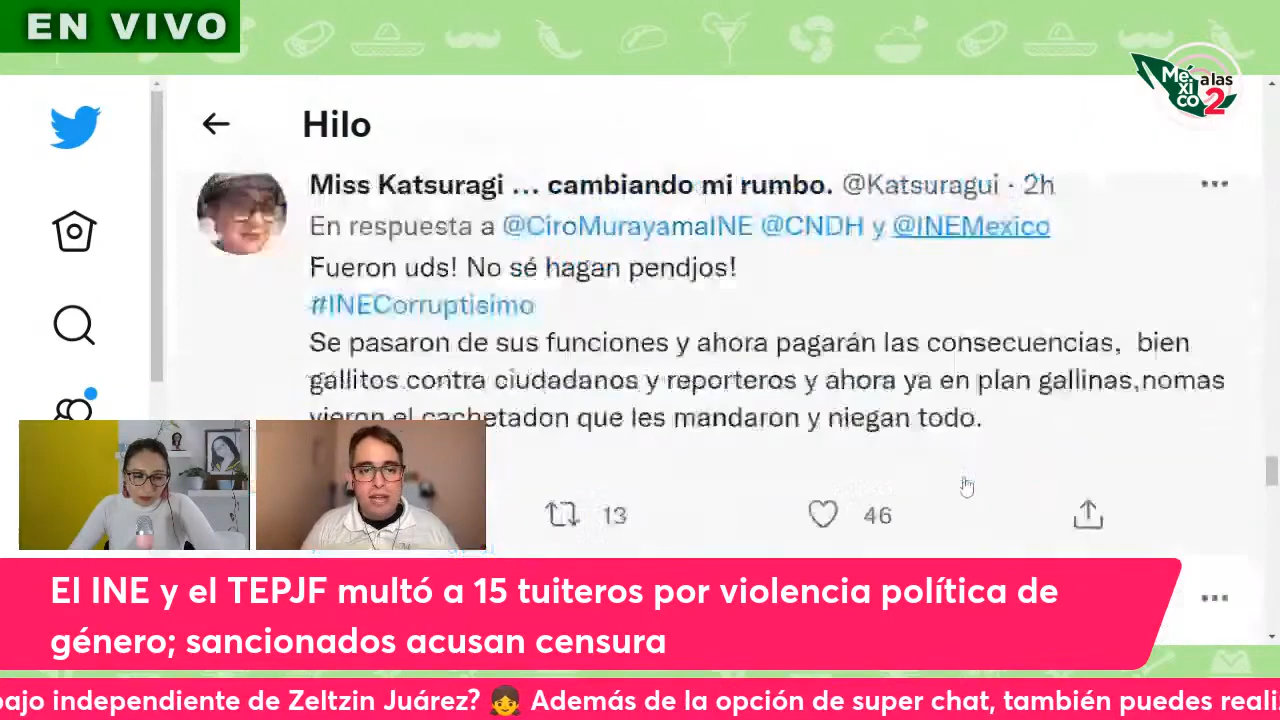 EN VIVO
México a las 2
Hilo
Miss Katsuragi ... cambiando mi rumbo. @Katsuragui · 2h
En respuesta a @CiroMurayamaINE @CNDH y @INEMexico
Fueron uds! No sé hagan pendjos!
#INECorruptisimo
Se pasaron de sus funciones y ahora pagarán las consecuencias, bien
gallitos contra ciudadanos y reporteros y ahora ya en plan gallinas,nomas
vieron el cachetadon que les mandaron y niegan todo.
13 46
El INE y el TEPJF multó a 15 tuiteros por violencia política de
género; sancionados acusan censura
bajo independiente de Zeltzin Juárez? 👧 Además de la opción de super chat, también puedes reali